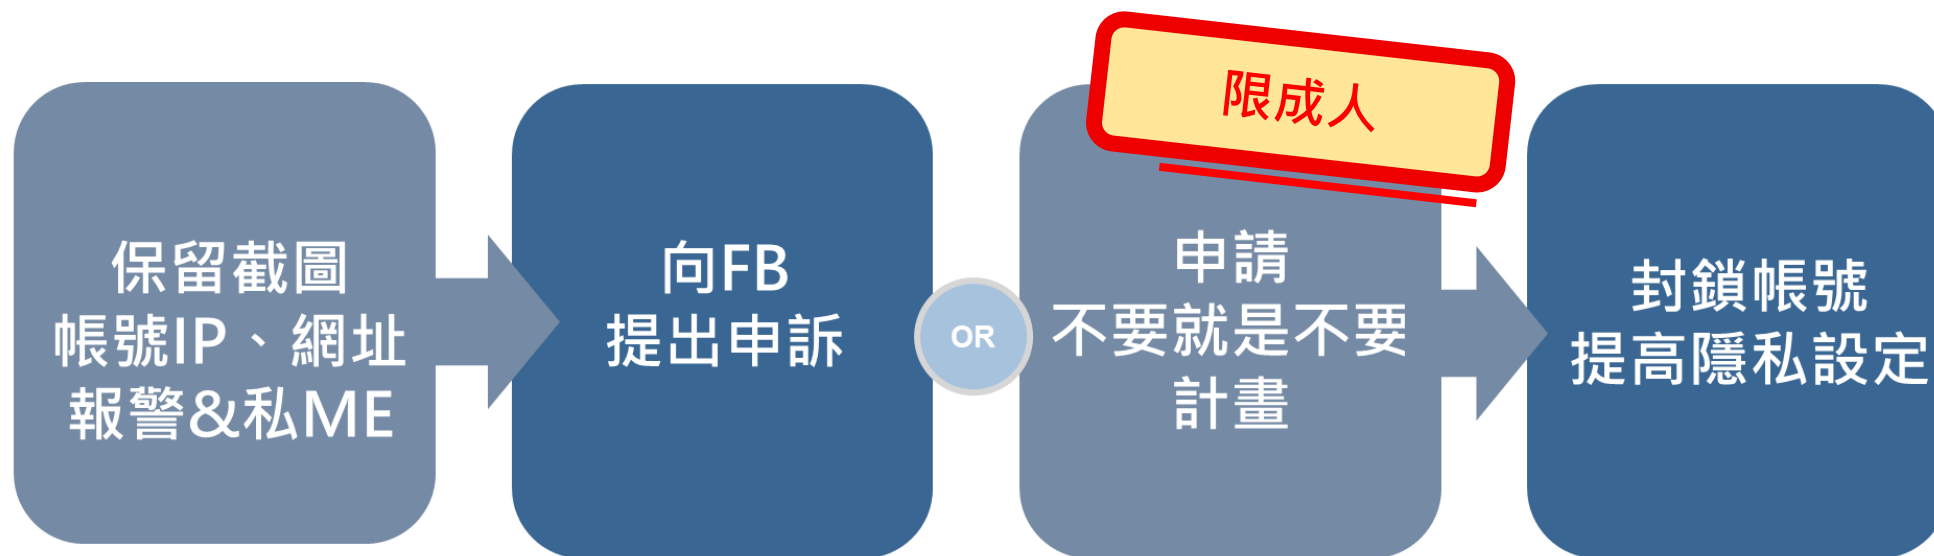 保留截圖
帳號IP、網址
報警&私ME
向FB
提出申訴
OR
限成人
申請
不要就是不要
計畫
封鎖帳號
提高隱私設定